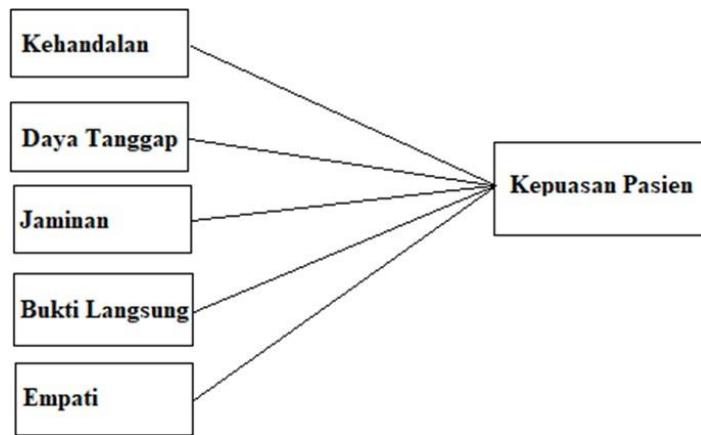 Kehandalan
Daya Tanggap
Jaminan
Bukti Langsung
Empati
Kepuasan Pasien